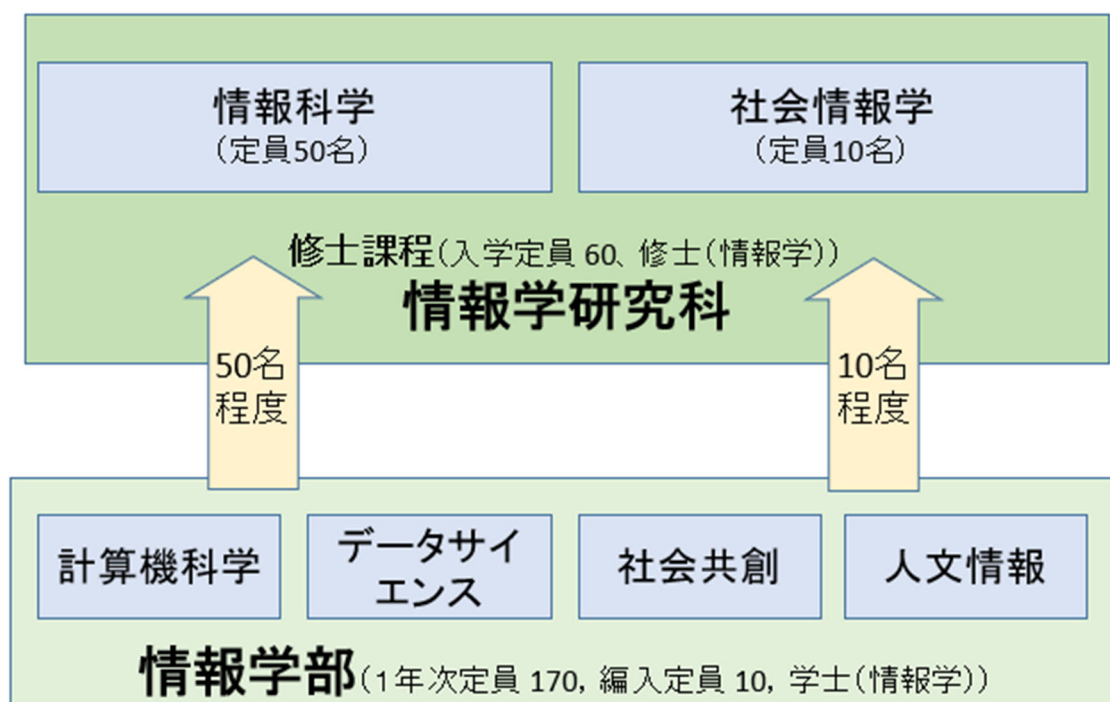 情報科学
（定員50名）
社会情報学
（定員10名）
修士課程（入学定員 60、修士（情報学））
情報学研究科
50名
程度
10名
程度
計算機科学
データサイ
エンス
社会共創
人文情報
情報学部（１年次定員 170, 編入定員 10, 学士（情報学））